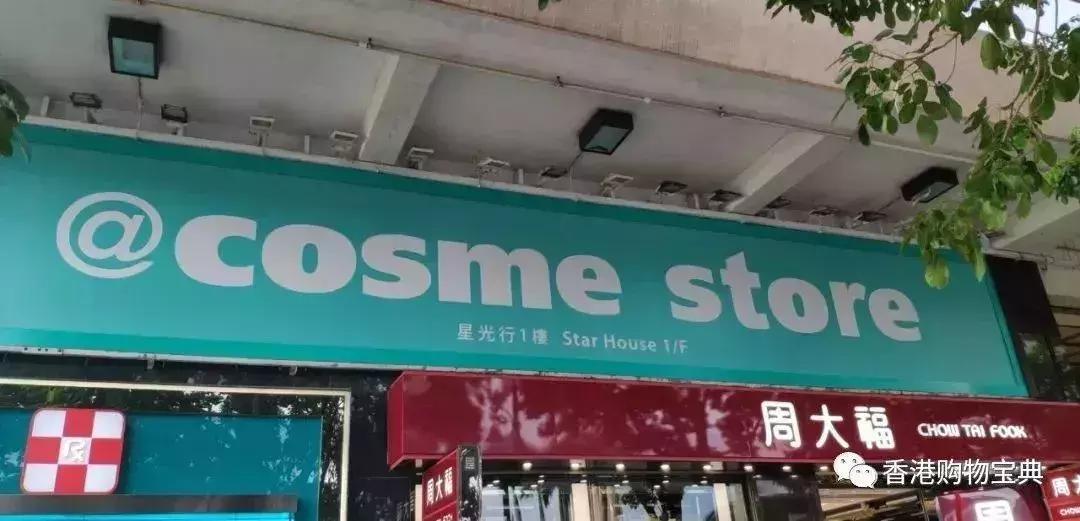 @cosme store
星光行1樓 Star House 1/F
周大福 CHOW TAI FOOK
周大福
香港购物宝典